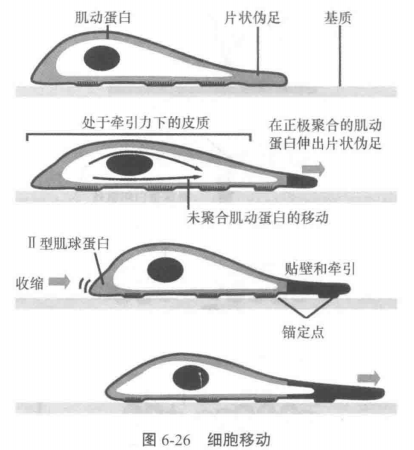 肌动蛋白 片状伪足 基质
处于牵引力下的皮质
在正极聚合的肌动
蛋白伸出片状伪足
未聚合肌动蛋白的移动
Ⅱ型肌球蛋白
收缩
贴壁和牵引
锚定点
图 6-26 细胞移动